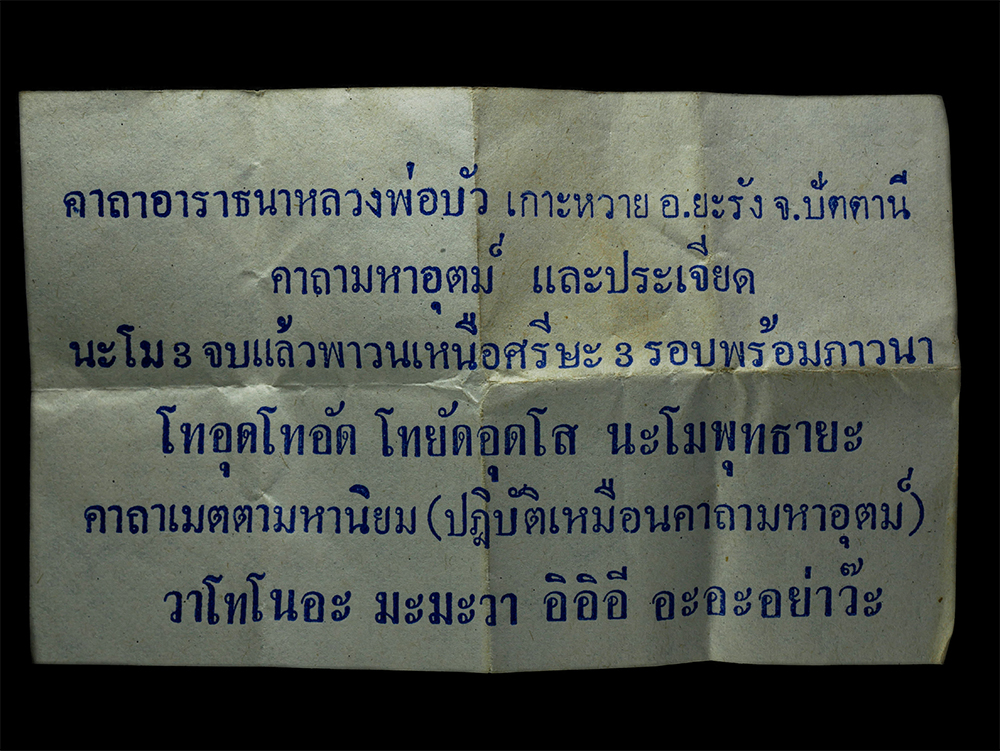 คาถาอาราธนาหลวงพ่อบัว เกาะหวาย อ.ยะรัง จ.ปัตตานี
คาถามหาอุตม์ และประเจียด
นะโม 3 จบแล้วพาวนเหนือศรีษะ 3 รอบพร้อมภาวนา
โทอุดโทอัด โทยัดอุดโส นะโมพุทธายะ
คาถาเมตตามหานิยม (ปฎิบัติเหมือนคาถามหาอุตม์)
วาโทโนอะ มะมะวา อิอิอี อะอะอย่าว๊ะ